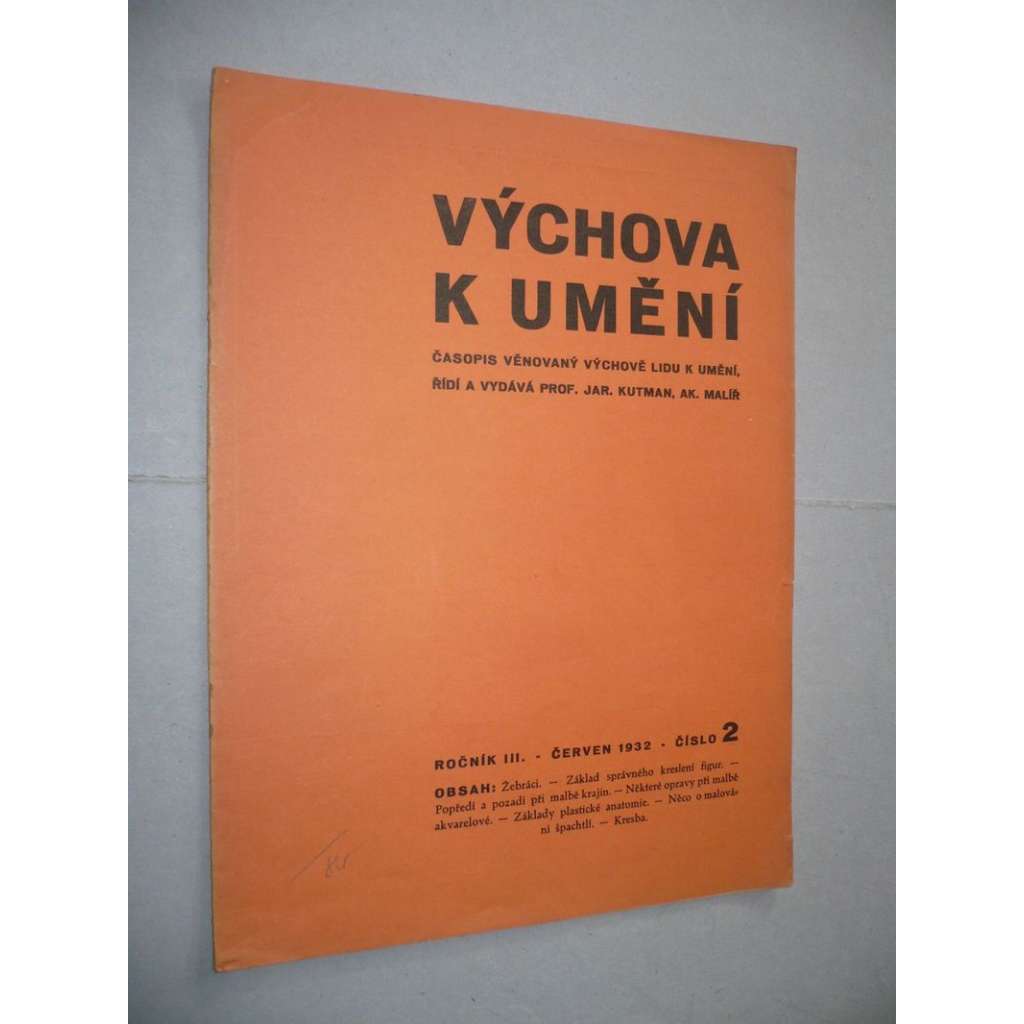 VÝCHOVA
K UMĚNÍ
ČASOPIS VĚNOVANÝ VÝCHOVĚ LIDU K UMĚNÍ,
ŘÍDÍ A VYDÁVÁ PROF. JAR. KUTMAN, AK. MALÍŘ
ROČNÍK III. - ČERVEN 1932 - ČÍSLO 2
OBSAH: Žebráci. — Základ správného kreslení figur. —
Popředí a pozadí při malbě krajin. — Některé opravy při malbě
akvarelové. — Základy plastické anatomie. — Něco o malová-
ní špachtlí. — Kresba.